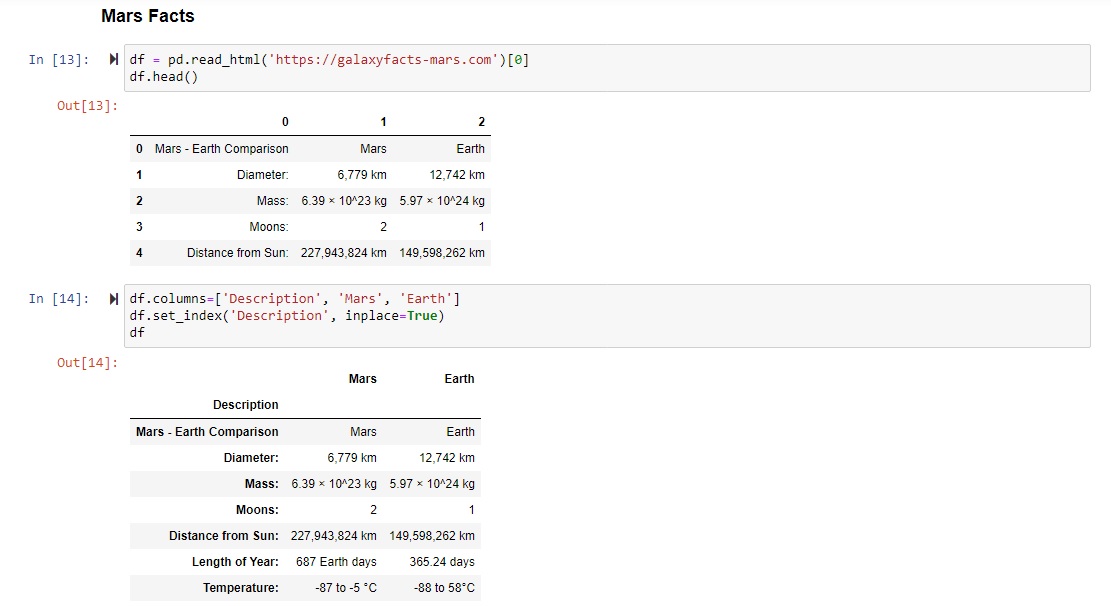 Mars Facts
In [13]: df = pd.read_html('https://galaxyfacts-mars.com')[0]
df.head()
Out[13]:
0 1 2
0 Mars - Earth Comparison Mars Earth
1 Diameter: 6,779 km 12,742 km
2 Mass: 6.39 × 10^23 kg 5.97 × 10^24 kg
3 Moons: 2 1
4 Distance from Sun: 227,943,824 km 149,598,262 km
In [14]: df.columns=['Description', 'Mars', 'Earth']
df.set_index('Description', inplace=True)
df
Out[14]:
Mars Earth
Description
Mars - Earth Comparison Mars Earth
Diameter: 6,779 km 12,742 km
Mass: 6.39 × 10^23 kg 5.97 × 10^24 kg
Moons: 2 1
Distance from Sun: 227,943,824 km 149,598,262 km
Length of Year: 687 Earth days 365.24 days
Temperature: -87 to -5 °C -88 to 58°C